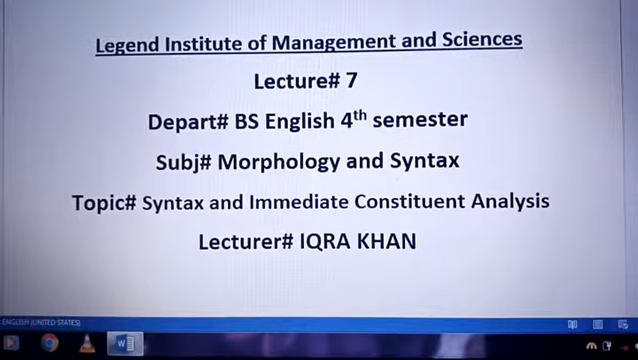 Legend Institute of Management and Sciences
Lecture# 7
Depart# BS English 4th semester
Subj# Morphology and Syntax
Topic# Syntax and Immediate Constituent Analysis
Lecturer# IQRA KHAN
ENGLISH (UNITED STATES)